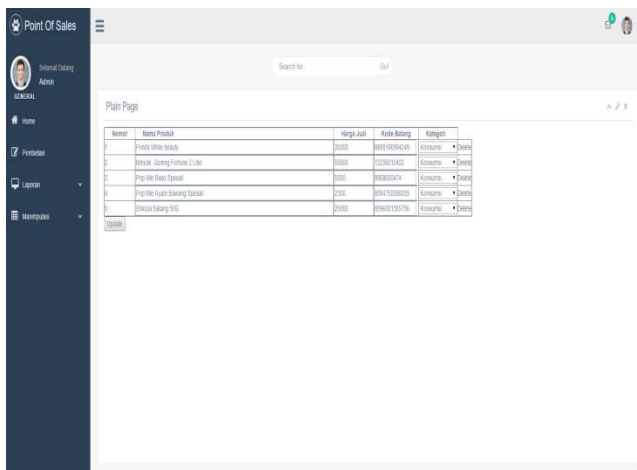 Point Of Sales
Selamat Datang
Admin
GENERAL
Home
Pembelian
Laporan
Manimpulasi
Search for..
Go!
Plain Page
Nomor Nama Produk Harga Jual Kode Batang Kategori
1 Ponds White beauty 30000 Konsumsi Delete
2 Minyak Goreng Fortune 2 Liter 50000 Konsumsi Delete
3 Pop Mie Baso Spesial 5000 Konsumsi Delete
4 Pop Mie Ayam Bawang Spesial 2300 Konsumsi Delete
5 Shinzui Batang 50G 25000 Konsumsi Delete
Update